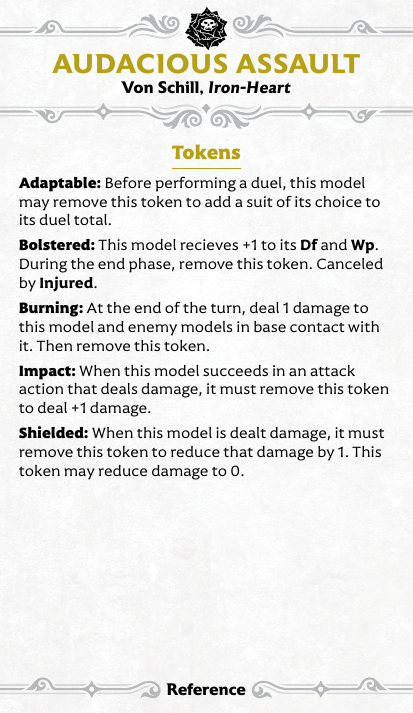 AUDACIOUS ASSAULT
Von Schill, Iron-Heart
Tokens
Adaptable: Before performing a duel, this model
may remove this token to add a suit of its choice to
its duel total.
Bolstered: This model recieves +1 to its Df and Wp.
During the end phase, remove this token. Canceled
by Injured.
Burning: At the end of the turn, deal 1 damage to
this model and enemy models in base contact with
it. Then remove this token.
Impact: When this model succeeds in an attack
action that deals damage, it must remove this token
to deal +1 damage.
Shielded: When this model is dealt damage, it must
remove this token to reduce that damage by 1. This
token may reduce damage to 0.
Reference